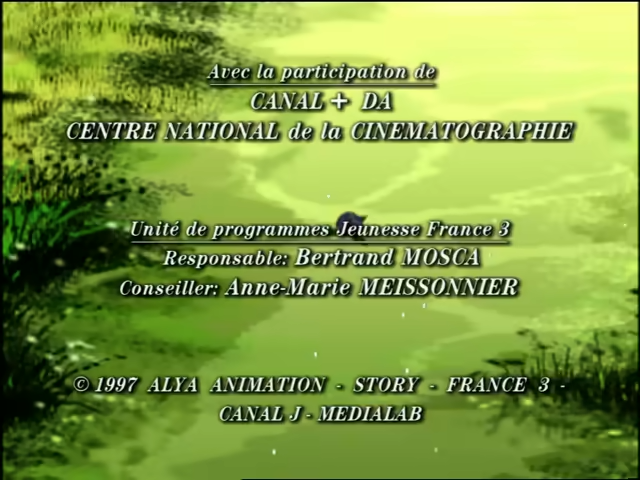 Avec la participation de
CANAL + DA
CENTRE NATIONAL de la CINEMATOGRAPHIE
Unité de programmes Jeunesse France 3
Responsable: Bertrand MOSCA
Conseiller: Anne-Marie MEISSONNIER
© 1997 ALYA ANIMATION - STORY - FRANCE 3 -
CANAL J - MEDIALAB